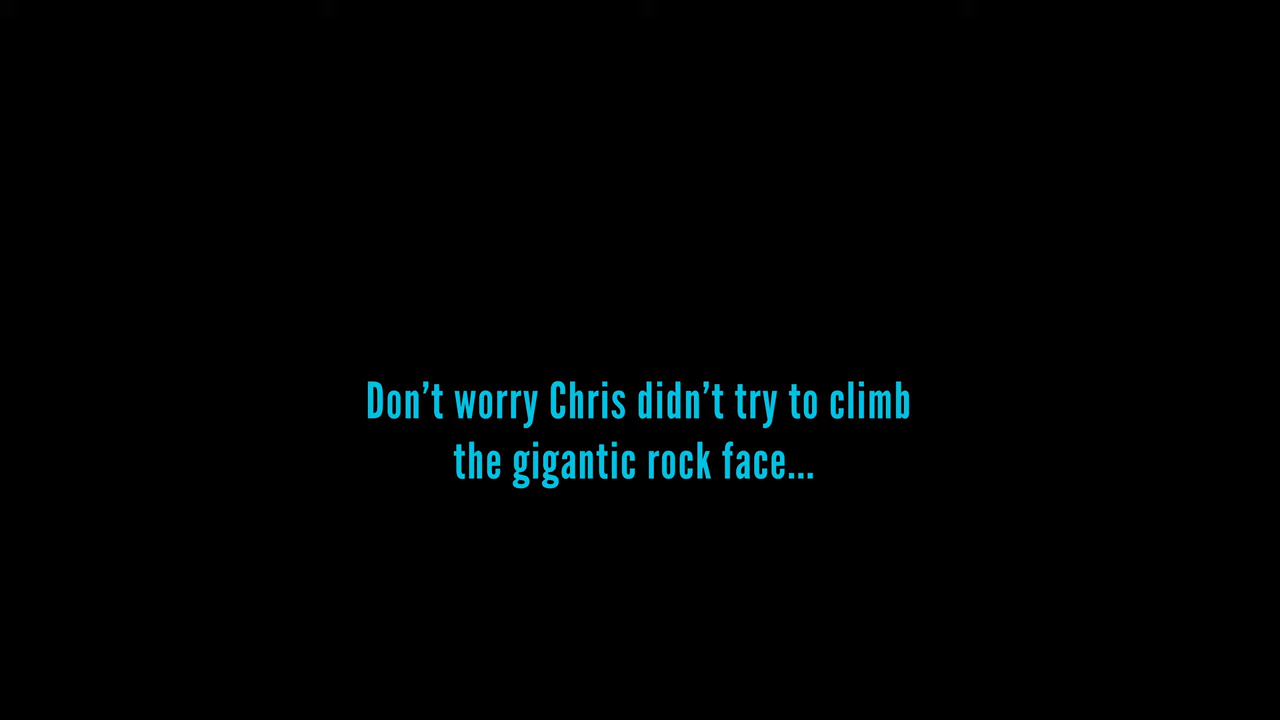 Don’t worry Chris didn’t try to climb
the gigantic rock face...